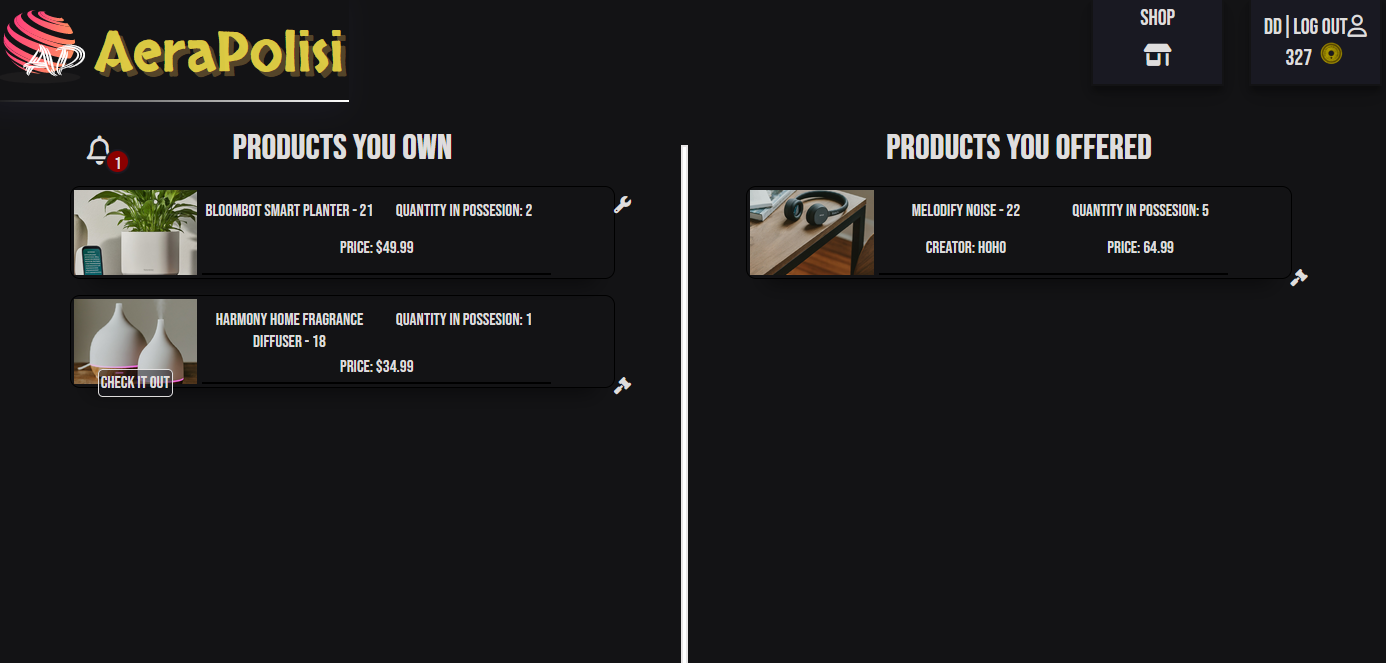 AP AeraPolisi
SHOP
DD | LOG OUT
327
1
PRODUCTS YOU OWN
BLOOMBOT SMART PLANTER - 21
QUANTITY IN POSSESION: 2
PRICE: $49.99
HARMONY HOME FRAGRANCE
DIFFUSER - 18
QUANTITY IN POSSESION: 1
PRICE: $34.99
CHECK IT OUT
PRODUCTS YOU OFFERED
MELODIFY NOISE - 22
QUANTITY IN POSSESION: 5
CREATOR: HOHO
PRICE: 64.99